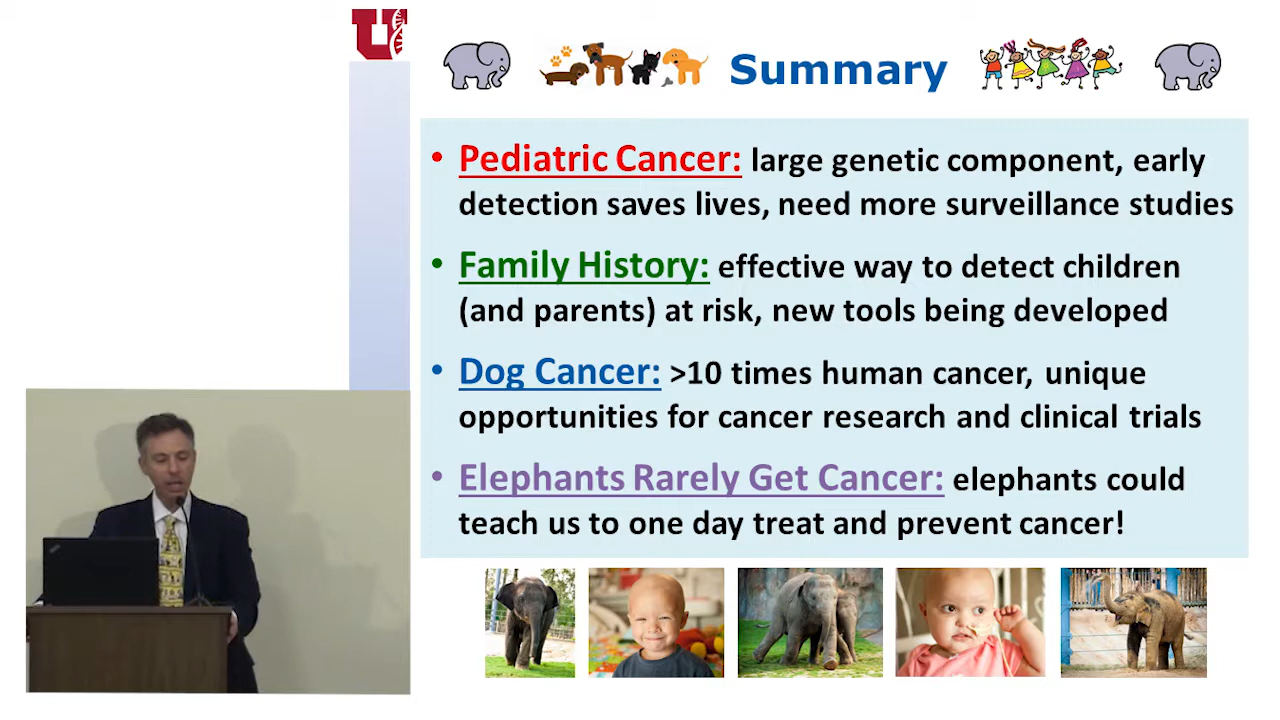 U
Summary
• Pediatric Cancer: large genetic component, early
detection saves lives, need more surveillance studies
• Family History: effective way to detect children
(and parents) at risk, new tools being developed
• Dog Cancer: >10 times human cancer, unique
opportunities for cancer research and clinical trials
• Elephants Rarely Get Cancer: elephants could
teach us to one day treat and prevent cancer!